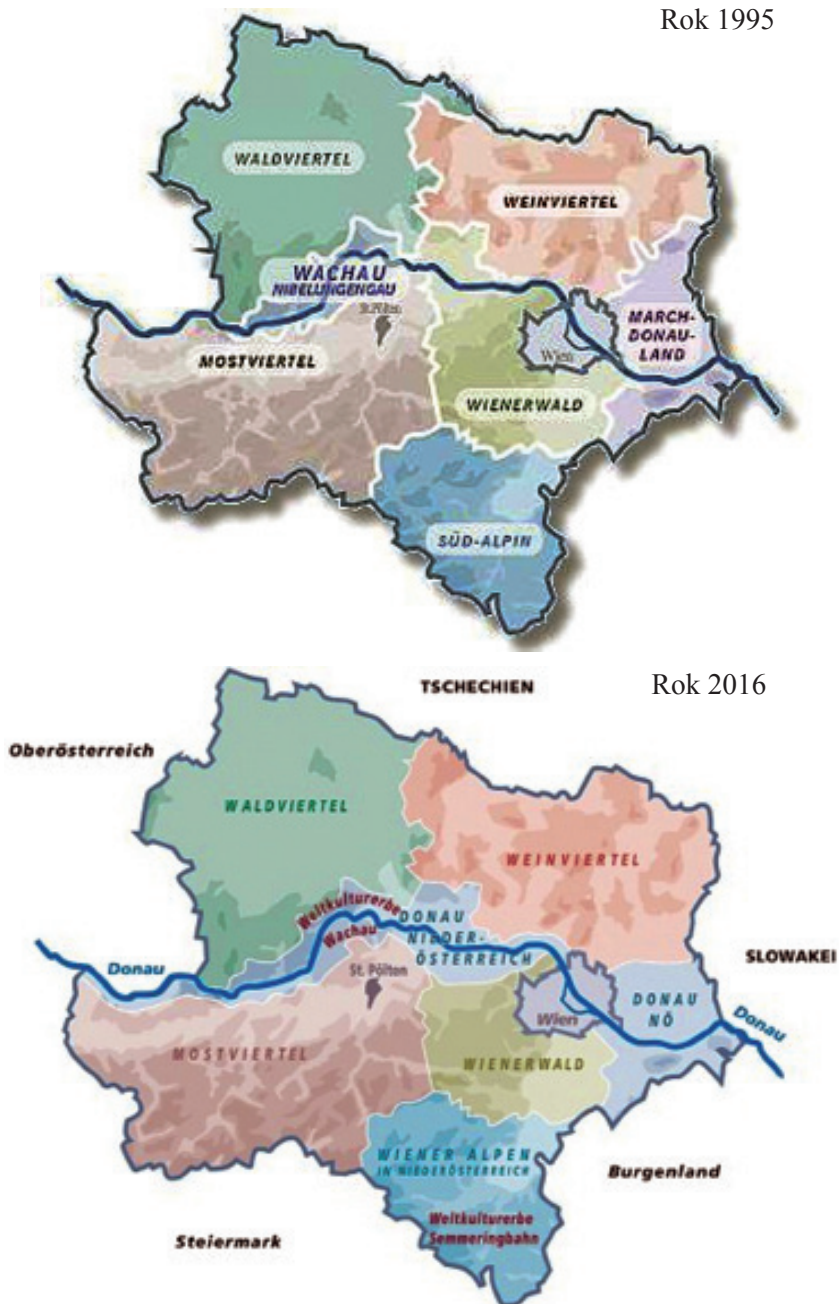 Rok 1995
WALDVIERTEL
WEINVIERTEL
WACHAU
NIBELUNGENGAU
St.Pölten
MARCH-
DONAU-
LAND
Wien
MOSTVIERTEL
WIENERWALD
SÜD-ALPIN
TSCHECHIEN
Rok 2016
Oberösterreich
WALDVIERTEL
WEINVIERTEL
Weltkulturerbe
Wachau
DONAU
NIEDER-
ÖSTERREICH
SLOWAKEI
Donau
St. Pölten
DONAU
NÖ
Donau
Wien
MOSTVIERTEL
WIENERWALD
WIENER ALPEN
IN NIEDERÖSTERREICH
Burgenland
Weltkulturerbe
Semmeringbahn
Steiermark